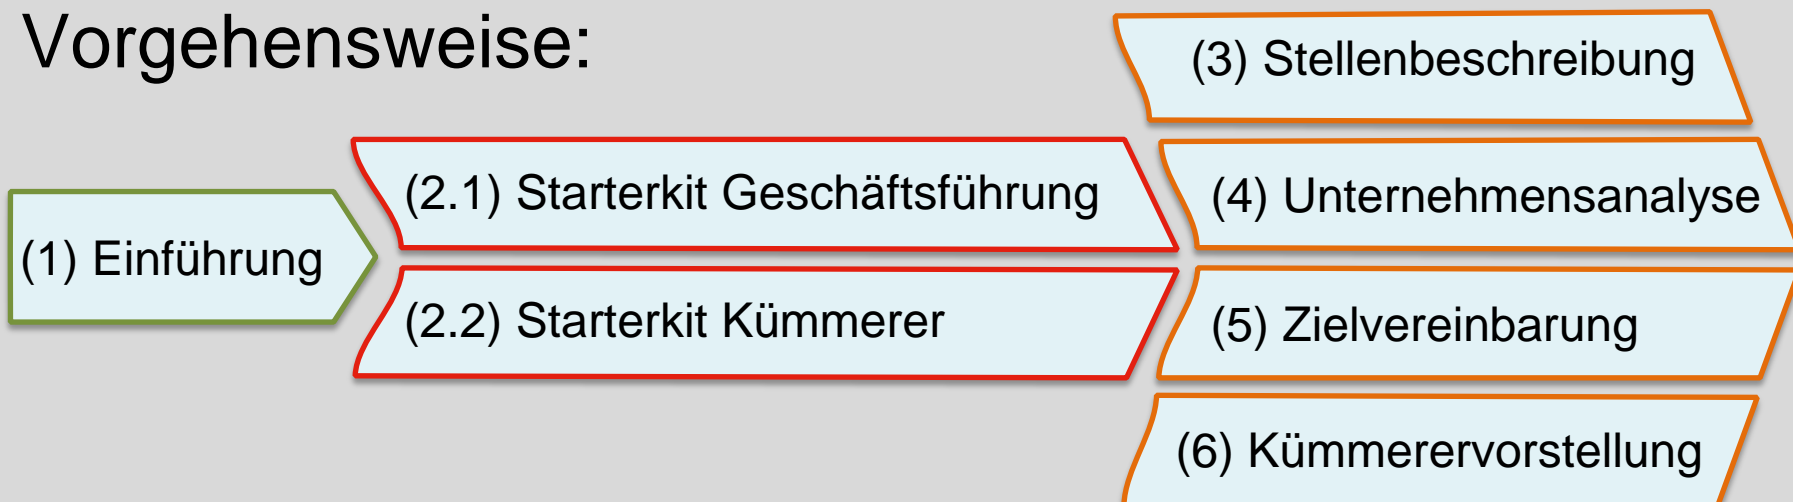 Vorgehensweise:
(1) Einführung
(2.1) Starterkit Geschäftsführung
(2.2) Starterkit Kümmerer
(3) Stellenbeschreibung
(4) Unternehmensanalyse
(5) Zielvereinbarung
(6) Kümmerervorstellung